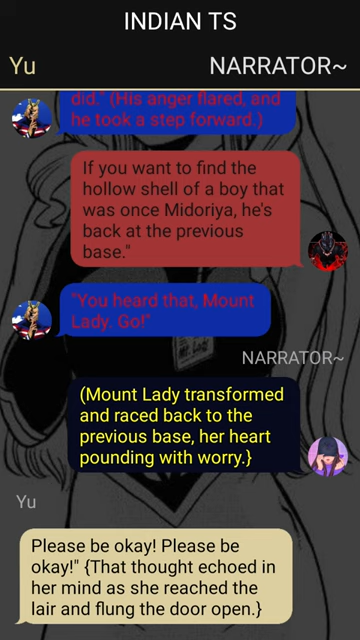 INDIAN TS
Yu
NARRATOR~
did." (His anger flared, and
he took a step forward.)
If you want to find the
hollow shell of a boy that
was once Midoriya, he's
back at the previous
base."
"You heard that, Mount
Lady. Go!"
NARRATOR~
(Mount Lady transformed
and raced back to the
previous base, her heart
pounding with worry.}
Yu
Please be okay! Please be
okay!" {That thought echoed in
her mind as she reached the
lair and flung the door open.}